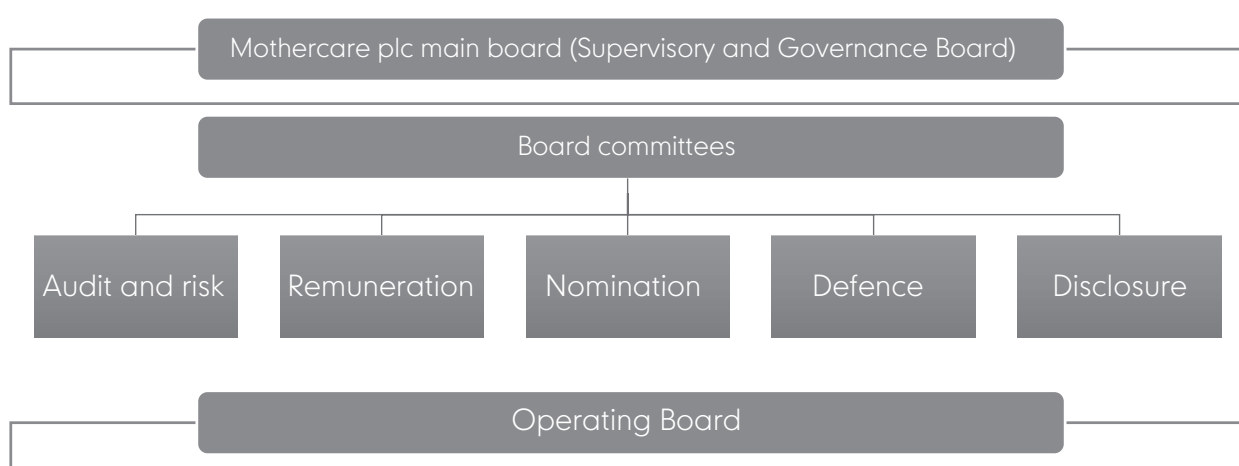 Mothercare plc main board (Supervisory and Governance Board)
Board committees
Audit and risk
Remuneration
Nomination
Defence
Disclosure
Operating Board